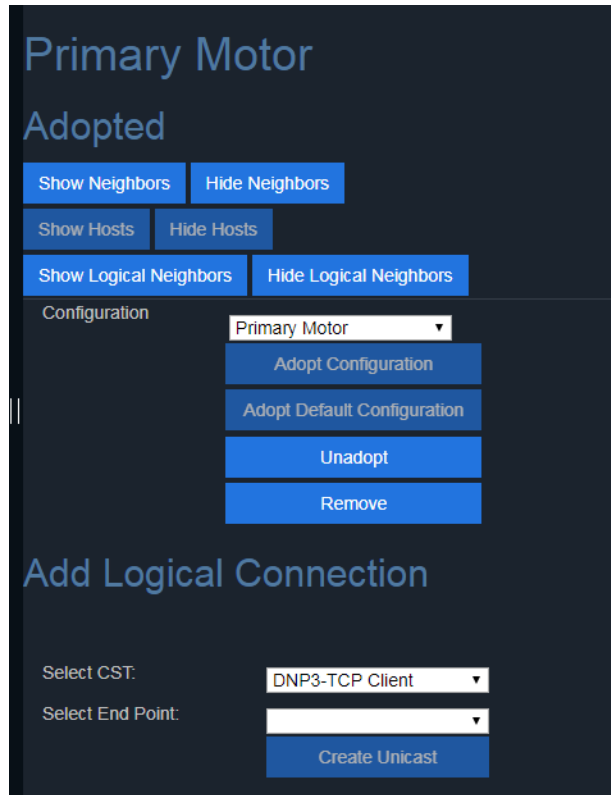 Primary Motor
Adopted
Show Neighbors Hide Neighbors
Show Hosts Hide Hosts
Show Logical Neighbors Hide Logical Neighbors
Configuration
Primary Motor
Adopt Configuration
Adopt Default Configuration
Unadopt
Remove
Add Logical Connection
Select CST: DNP3-TCP Client
Select End Point:
Create Unicast